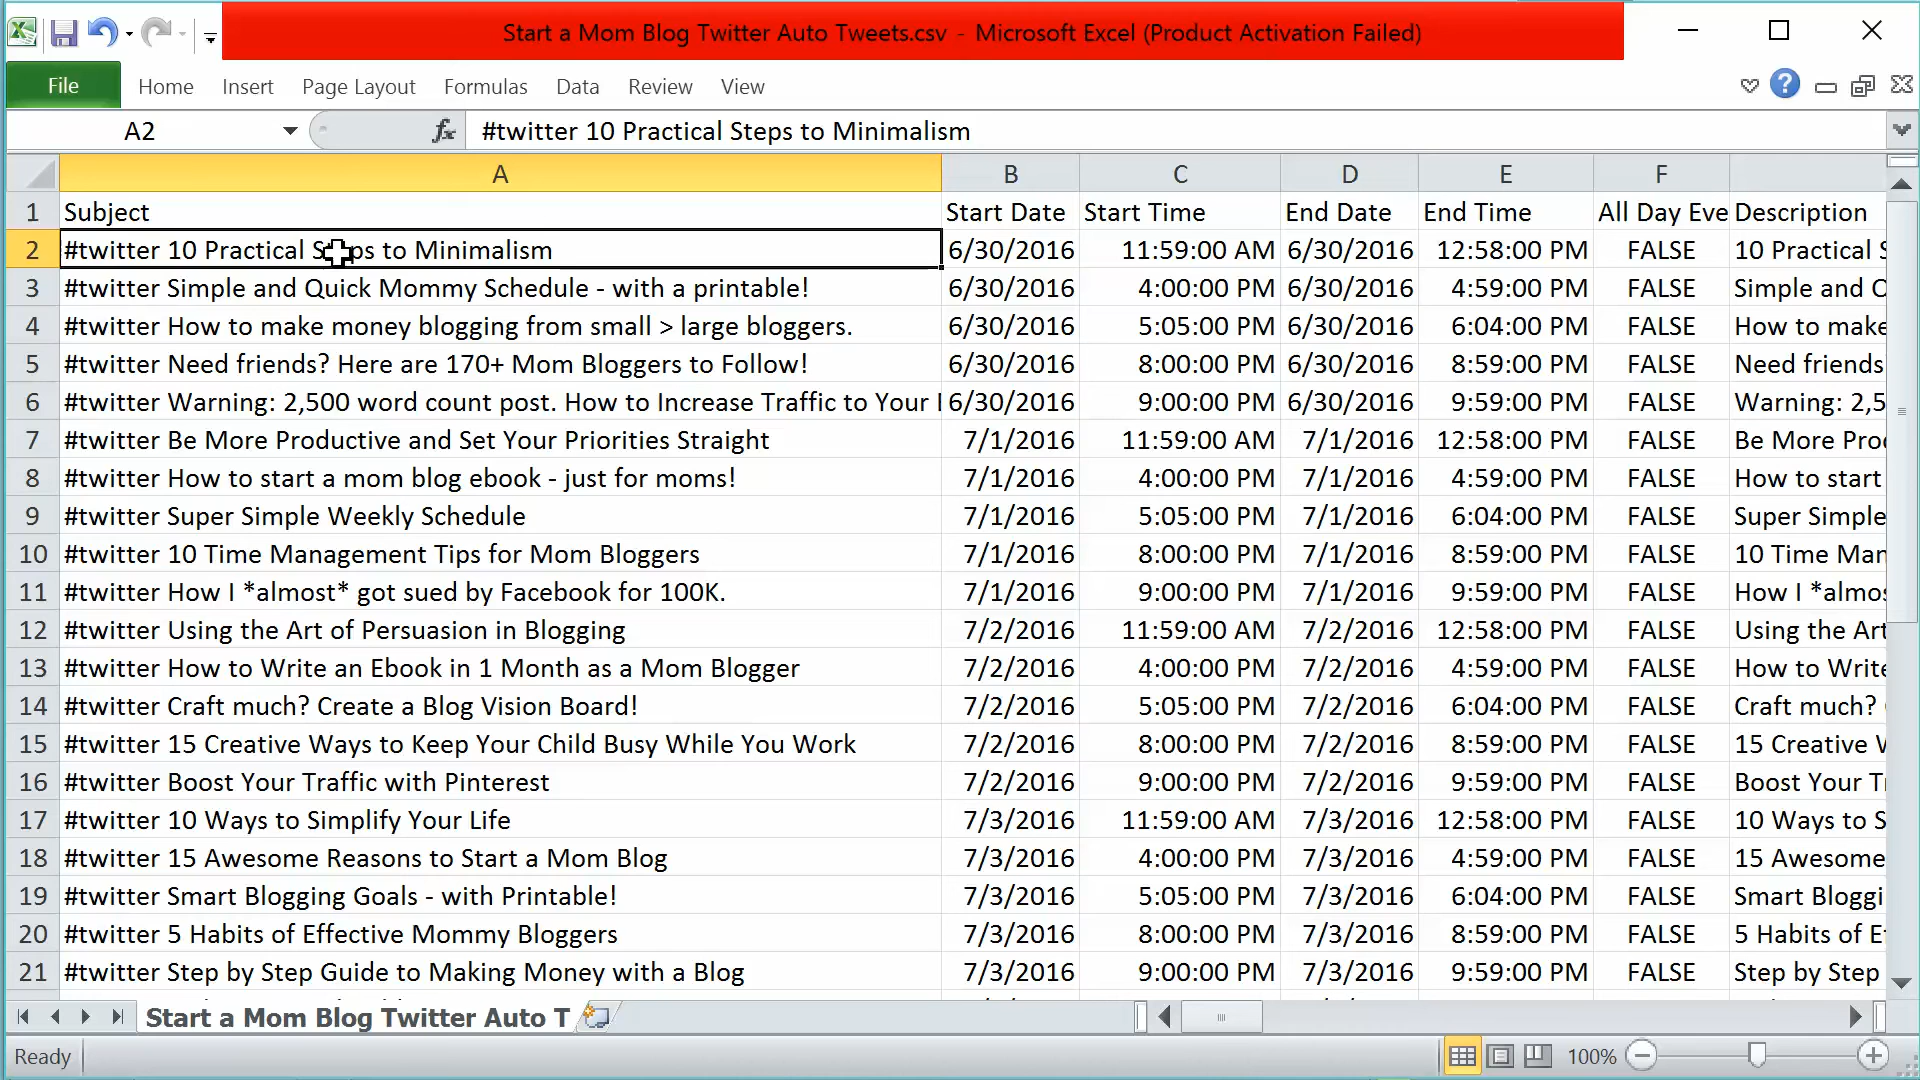 Start a Mom Blog Twitter Auto Tweets.csv - Microsoft Excel (Product Activation Failed)
File Home Insert Page Layout Formulas Data Review View
A2 fx #twitter 10 Practical Steps to Minimalism
A B C D E F
1 Subject Start Date Start Time End Date End Time All Day Eve Description
2 #twitter 10 Practical Steps to Minimalism 6/30/2016 11:59:00 AM 6/30/2016 12:58:00 PM FALSE 10 Practical S
3 #twitter Simple and Quick Mommy Schedule - with a printable! 6/30/2016 4:00:00 PM 6/30/2016 4:59:00 PM FALSE Simple and Q
4 #twitter How to make money blogging from small > large bloggers. 6/30/2016 5:05:00 PM 6/30/2016 6:04:00 PM FALSE How to make
5 #twitter Need friends? Here are 170+ Mom Bloggers to Follow! 6/30/2016 8:00:00 PM 6/30/2016 8:59:00 PM FALSE Need friends
6 #twitter Warning: 2,500 word count post. How to Increase Traffic to Your 6/30/2016 9:00:00 PM 6/30/2016 9:59:00 PM FALSE Warning: 2,5
7 #twitter Be More Productive and Set Your Priorities Straight 7/1/2016 11:59:00 AM 7/1/2016 12:58:00 PM FALSE Be More Proc
8 #twitter How to start a mom blog ebook - just for moms! 7/1/2016 4:00:00 PM 7/1/2016 4:59:00 PM FALSE How to start
9 #twitter Super Simple Weekly Schedule 7/1/2016 5:05:00 PM 7/1/2016 6:04:00 PM FALSE Super Simple
10 #twitter 10 Time Management Tips for Mom Bloggers 7/1/2016 8:00:00 PM 7/1/2016 8:59:00 PM FALSE 10 Time Man
11 #twitter How I *almost* got sued by Facebook for 100K. 7/1/2016 9:00:00 PM 7/1/2016 9:59:00 PM FALSE How I *almos
12 #twitter Using the Art of Persuasion in Blogging 7/2/2016 11:59:00 AM 7/2/2016 12:58:00 PM FALSE Using the Art
13 #twitter How to Write an Ebook in 1 Month as a Mom Blogger 7/2/2016 4:00:00 PM 7/2/2016 4:59:00 PM FALSE How to Write
14 #twitter Craft much? Create a Blog Vision Board! 7/2/2016 5:05:00 PM 7/2/2016 6:04:00 PM FALSE Craft much?
15 #twitter 15 Creative Ways to Keep Your Child Busy While You Work 7/2/2016 8:00:00 PM 7/2/2016 8:59:00 PM FALSE 15 Creative
16 #twitter Boost Your Traffic with Pinterest 7/2/2016 9:00:00 PM 7/2/2016 9:59:00 PM FALSE Boost Your
17 #twitter 10 Ways to Simplify Your Life 7/3/2016 11:59:00 AM 7/3/2016 12:58:00 PM FALSE 10 Ways to S
18 #twitter 15 Awesome Reasons to Start a Mom Blog 7/3/2016 4:00:00 PM 7/3/2016 4:59:00 PM FALSE 15 Awesome
19 #twitter Smart Blogging Goals - with Printable! 7/3/2016 5:05:00 PM 7/3/2016 6:04:00 PM FALSE Smart Bloggi
20 #twitter 5 Habits of Effective Mommy Bloggers 7/3/2016 8:00:00 PM 7/3/2016 8:59:00 PM FALSE 5 Habits of E
21 #twitter Step by Step Guide to Making Money with a Blog 7/3/2016 9:00:00 PM 7/3/2016 9:59:00 PM FALSE Step by Step
Start a Mom Blog Twitter Auto T
Ready 100%